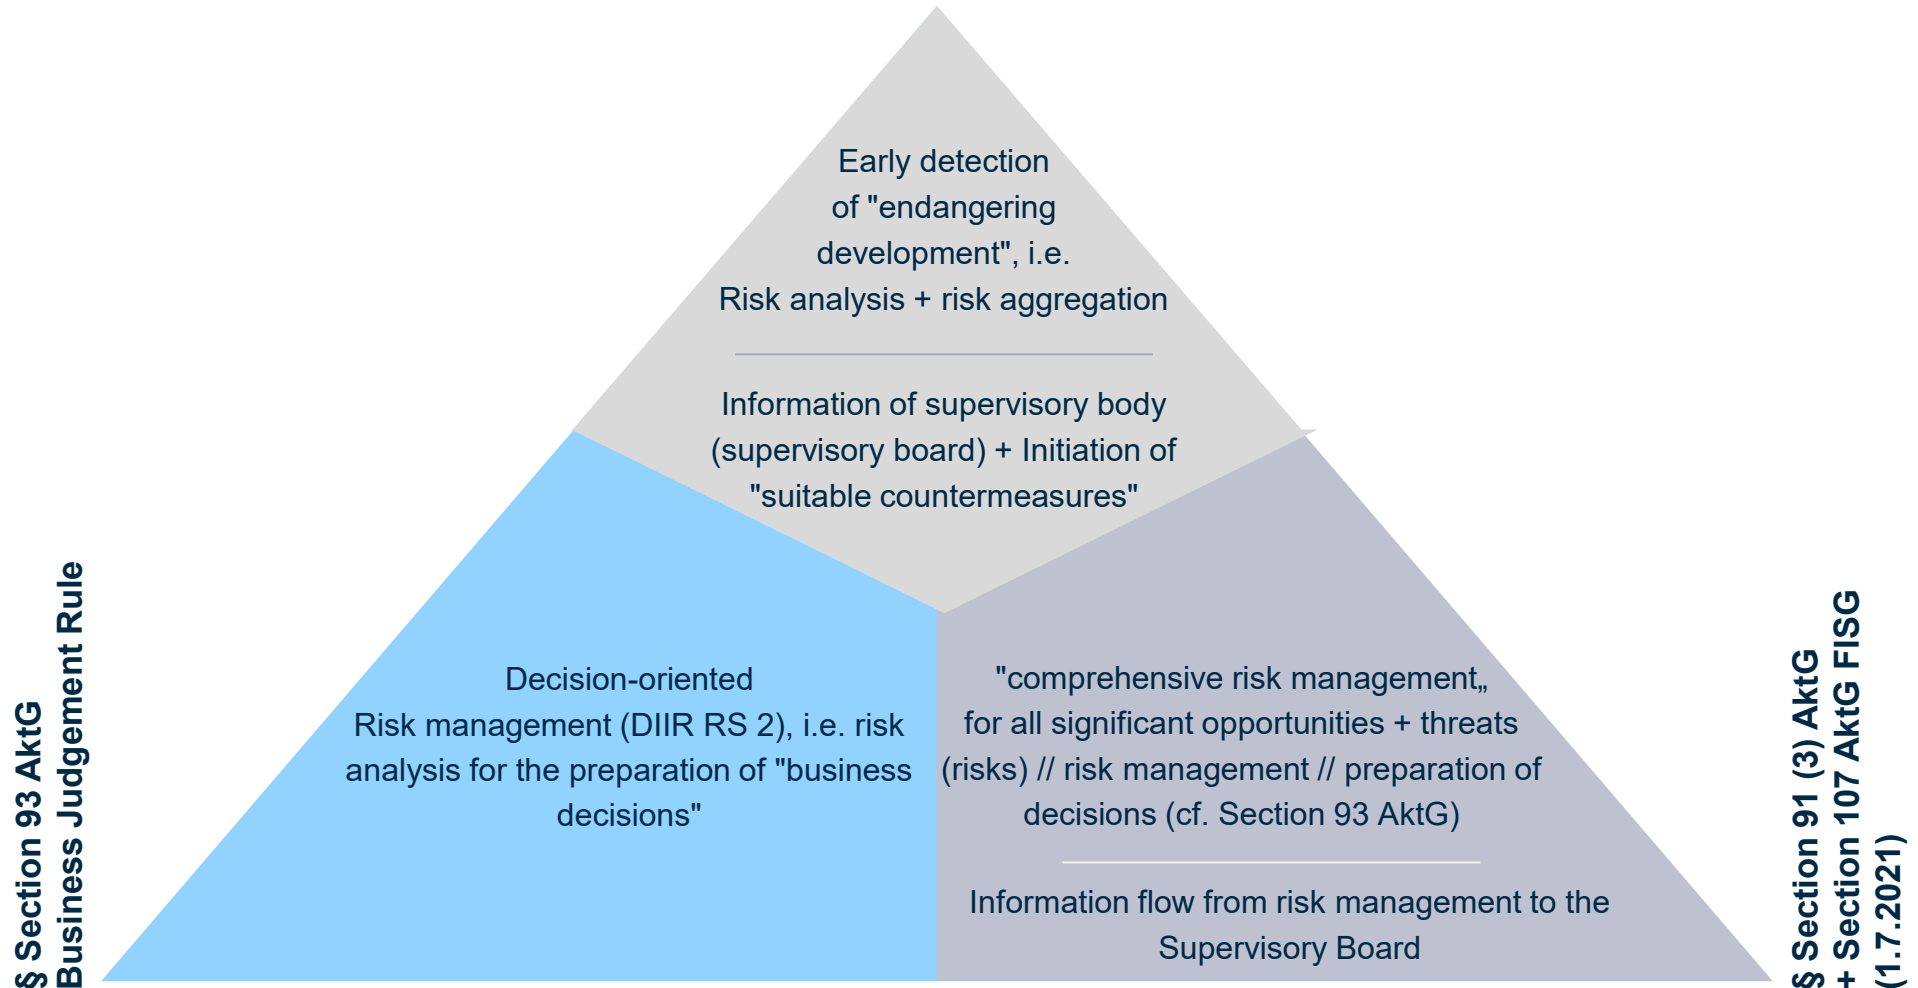 Early detection
of "endangering
development", i.e.
Risk analysis + risk aggregation
Information of supervisory body
(supervisory board) + Initiation of
"suitable countermeasures"
§ Section 93 AktG
Business Judgement Rule
Decision-oriented
Risk management (DIIR RS 2), i.e. risk
analysis for the preparation of "business
decisions"
"comprehensive risk management„
for all significant opportunities + threats
(risks) // risk management // preparation of
decisions (cf. Section 93 AktG)
Information flow from risk management to the
Supervisory Board
§ Section 91 (3) AktG
+ Section 107 AktG FISG
(1.7.2021)